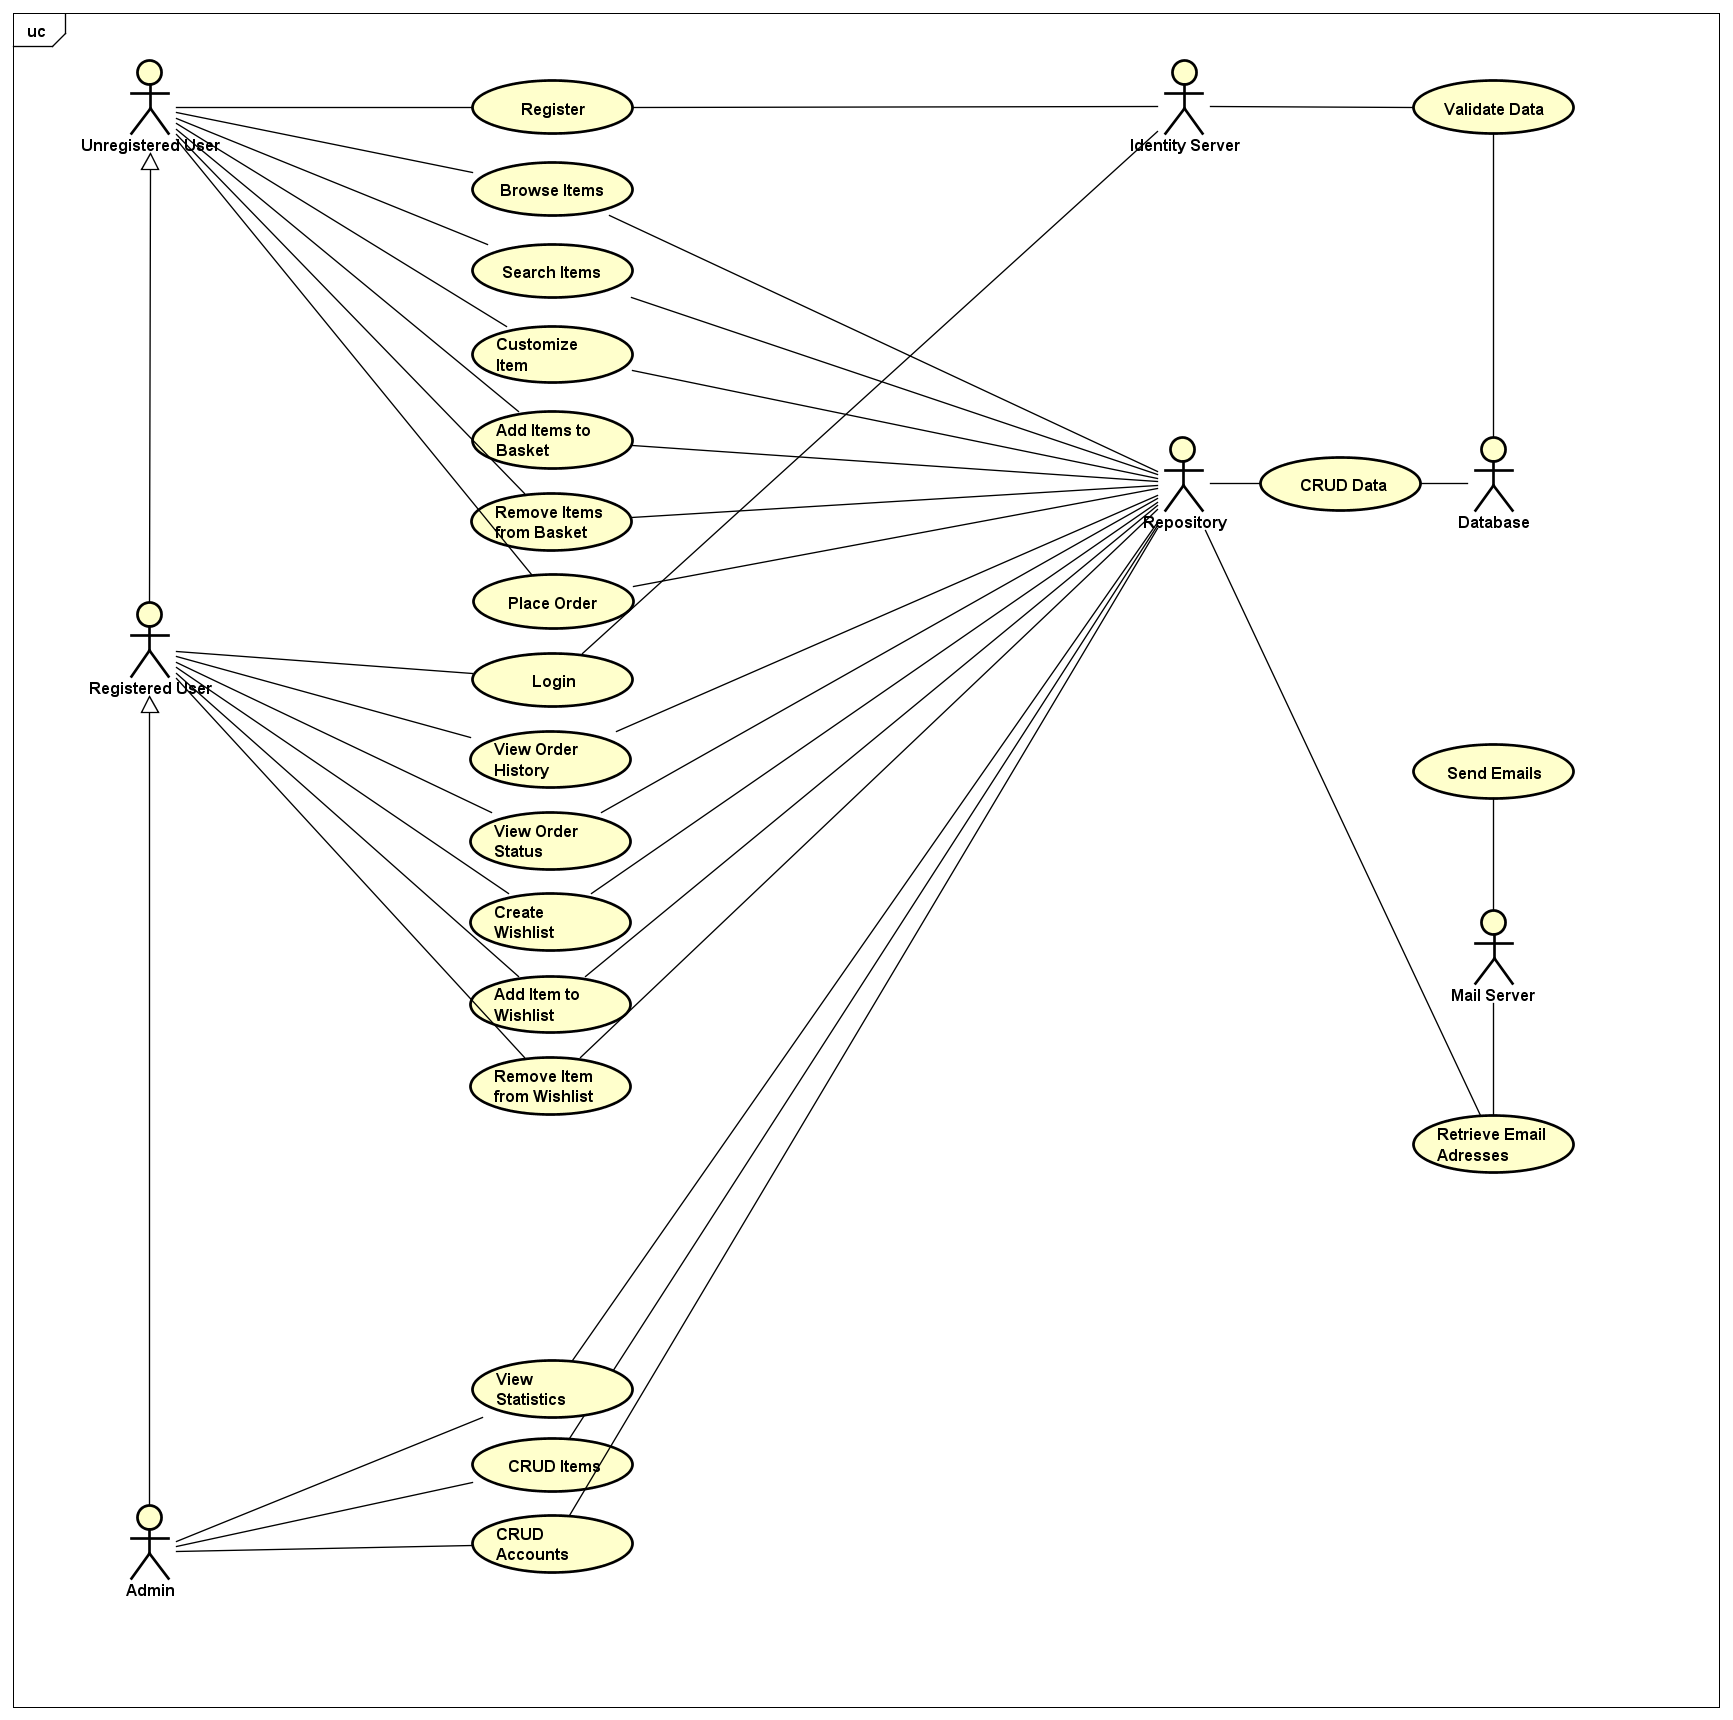 uc
Unregistered User
Register
Identity Server
Validate Data
Browse Items
Search Items
Customize
Item
Add Items to
Basket
Remove Items
from Basket
Repository
CRUD Data
Database
Place Order
Registered User
Login
View Order
History
View Order
Status
Create
Wishlist
Add Item to
Wishlist
Remove Item
from Wishlist
Send Emails
Mail Server
Retrieve Email
Adresses
View
Statistics
CRUD Items
CRUD
Accounts
Admin